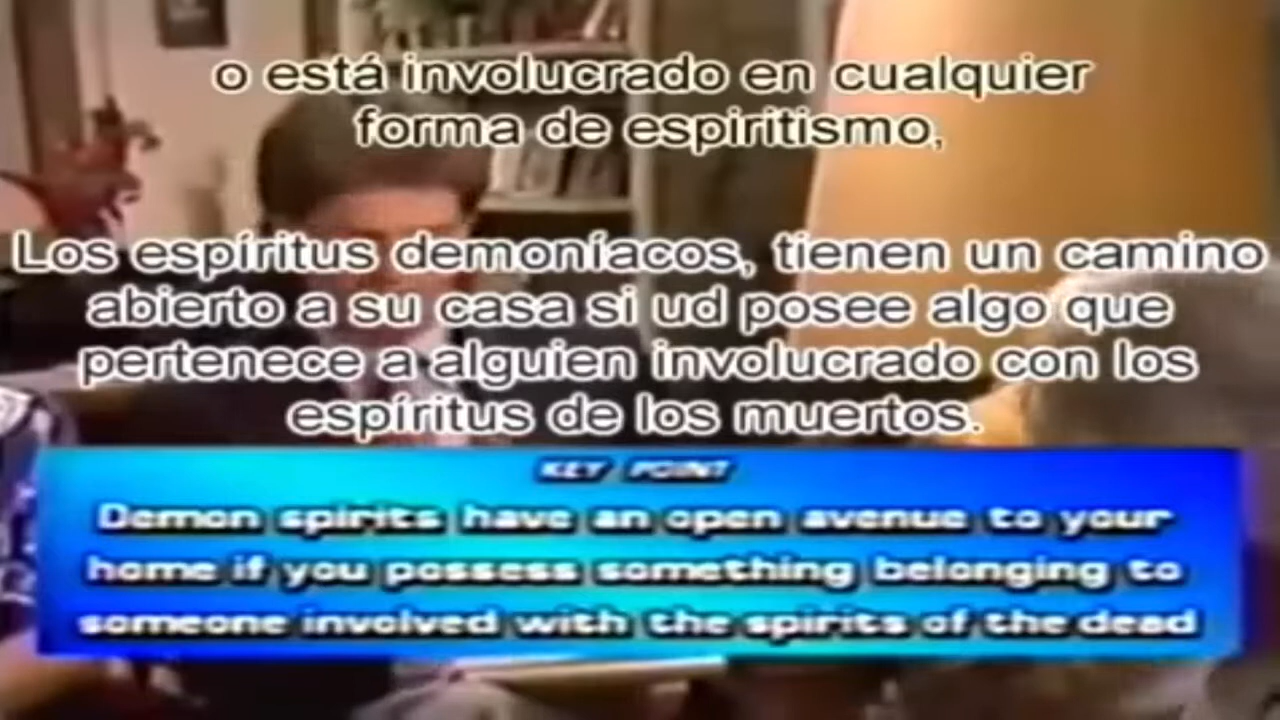 o está involucrado en cualquier
forma de espiritismo,
Los espíritus demoníacos, tienen un camino
abierto a su casa si ud posee algo que
pertenece a alguien involucrado con los
espíritus de los muertos.
KEY POINT
Demon spirits have an open avenue to your
home if you possess something belonging to
someone involved with the spirits of the dead